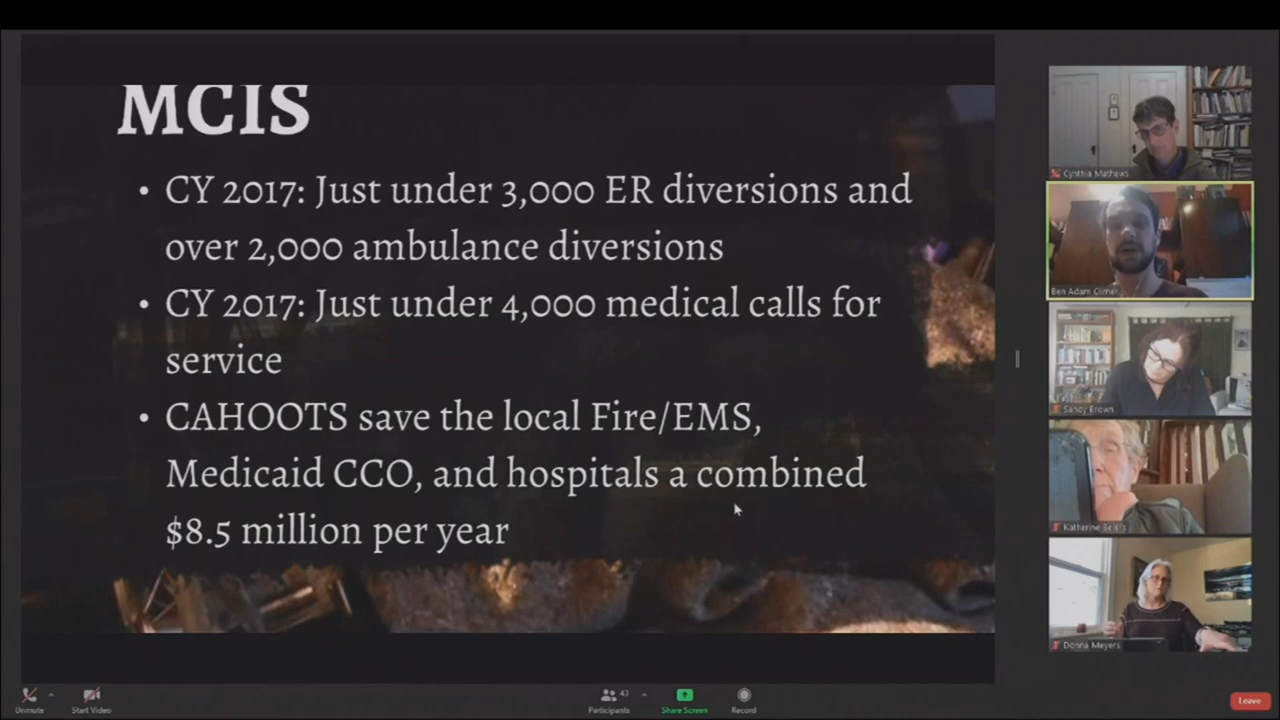 MCIS
• CY 2017: Just under 3,000 ER diversions and
over 2,000 ambulance diversions
• CY 2017: Just under 4,000 medical calls for
service
• CAHOOTS save the local Fire/EMS,
Medicaid CCO, and hospitals a combined
$8.5 million per year
Cynthia Mathews
Ben Adam Climer
Sandy Brown
Katherine Beiers
Donna Meyers
Unmute
Start Video
Participants
43
Share Screen
Record
Leave